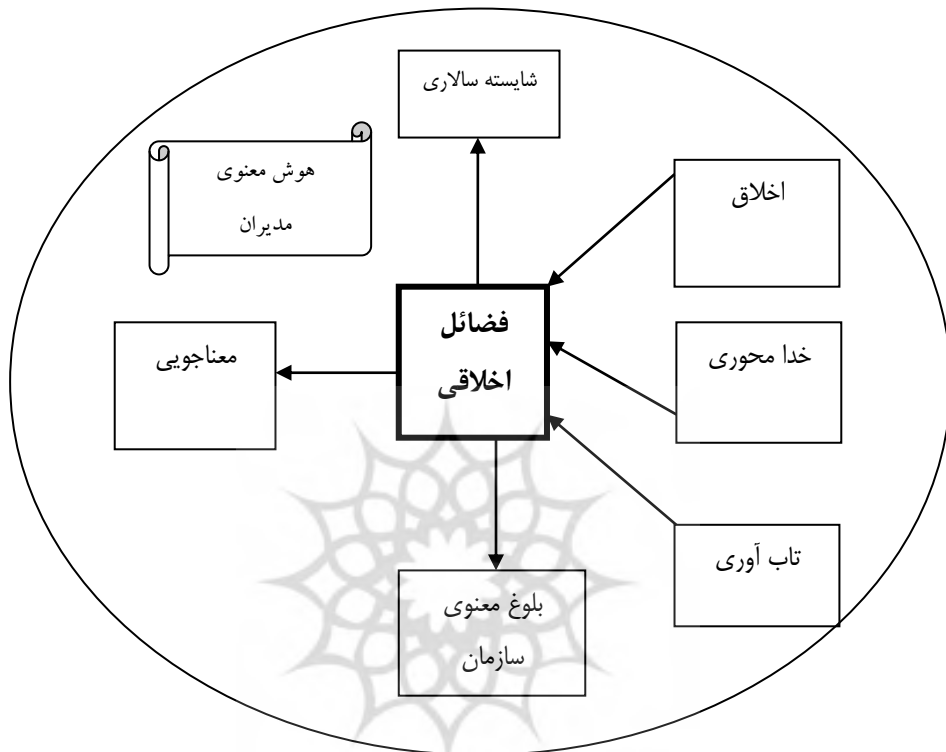 شایسته سالاری
هوش معنوی
مدیران
اخلاق
فضائل
اخلاقی
خدا محوری
معناجویی
تاب آوری
بلوغ معنوی
سازمان